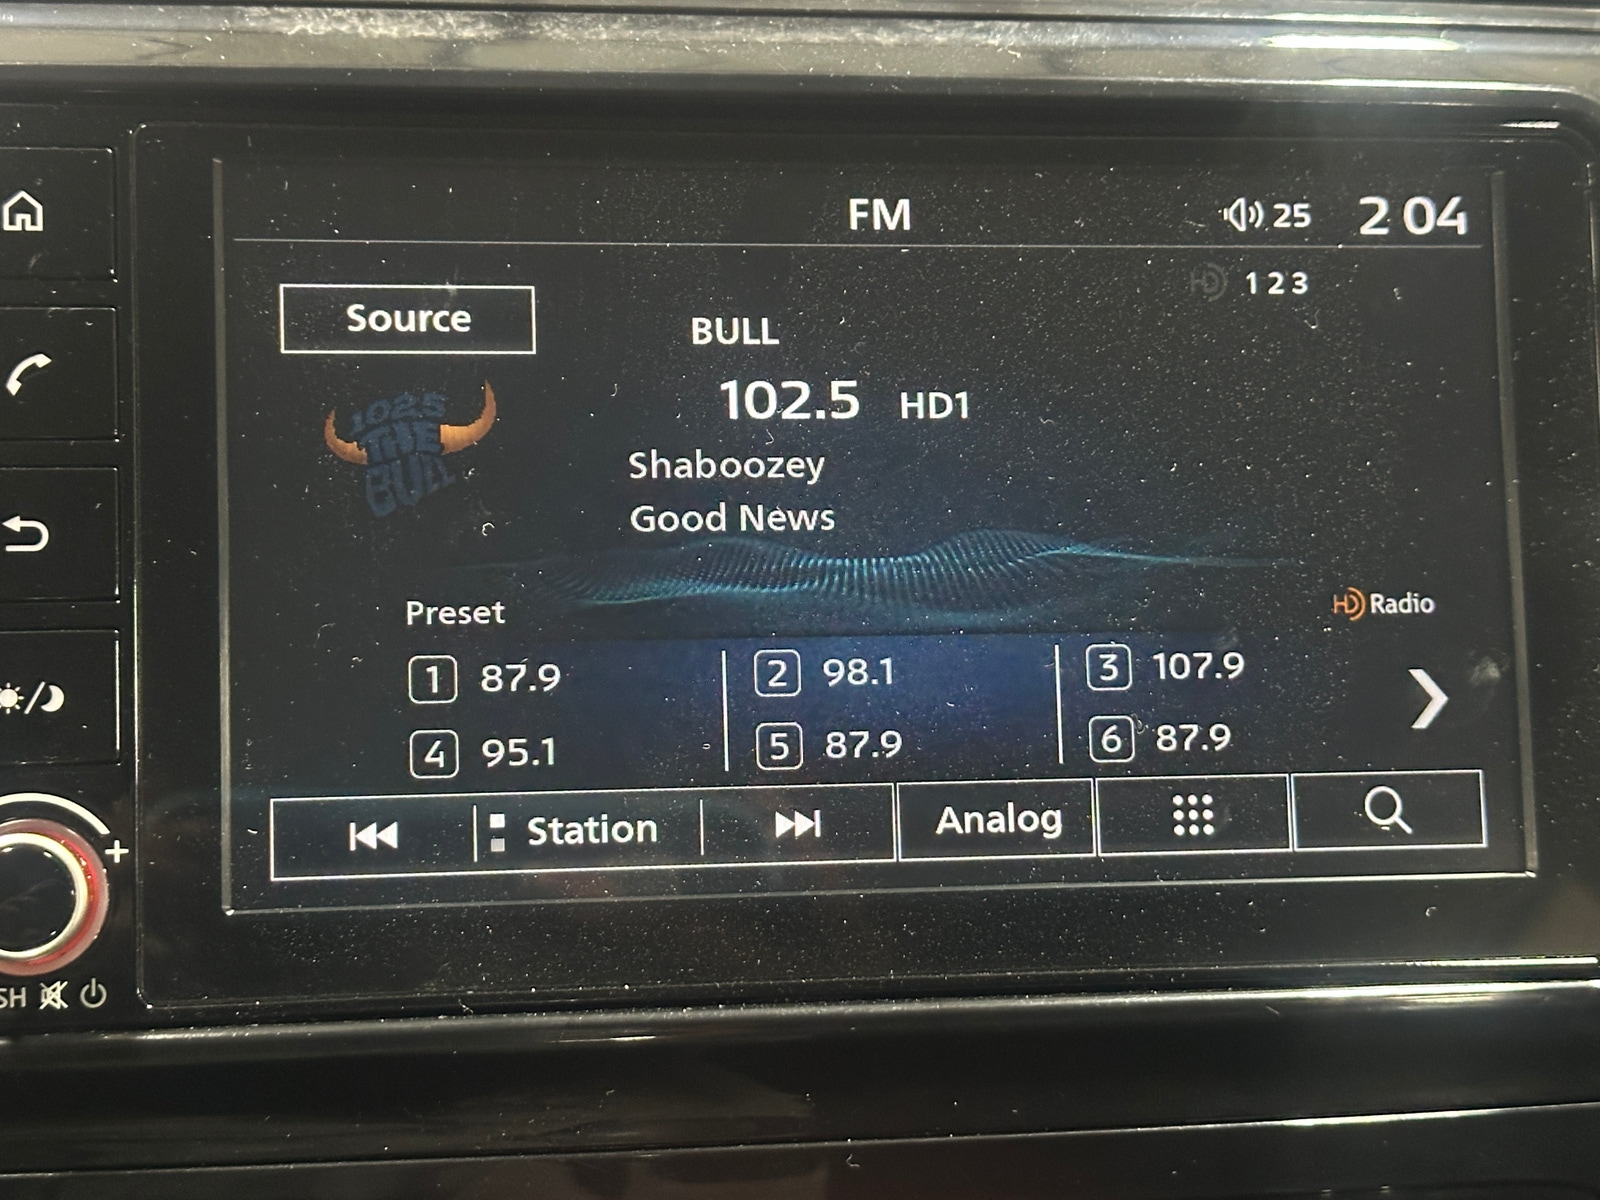 FM 25 2 04
HD 1 2 3
Source
BULL
102.5 HD1
102.5
THE
BULL
Shaboozey
Good News
Preset
HD Radio
1 87.9 2 98.1 3 107.9
4 95.1 5 87.9 6 87.9
Station Analog
+
SH